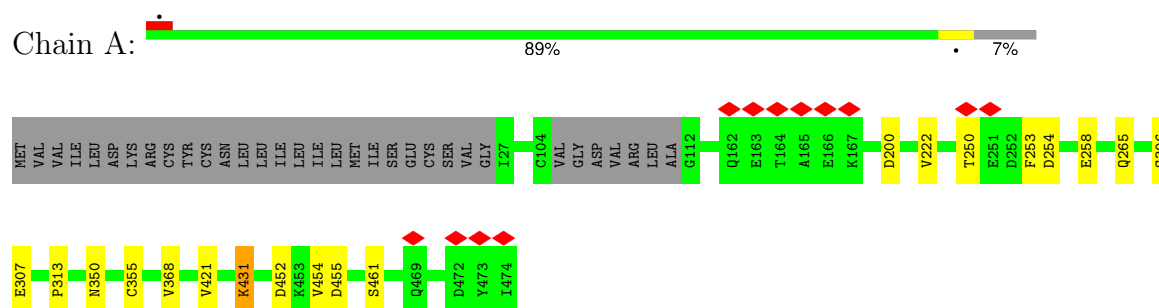 Chain A:
89%
7%
MET VAL VAL ILE LEU ASP LYS ARG CYS TYR CYS ASN LEU LEU ILE LEU ILE LEU MET ILE SER GLU CYS SER VAL GLY I27 C104 VAL GLY ASP VAL ARG LEU ALA G112 Q162 E163 T164 A165 E166 K167 D200 V222 T250 E251 D252 F253 D254 E258 Q265
E307 P313 N350 C355 V368 V421 K431 D452 K453 V454 D455 S461 Q469 D472 Y473 I474